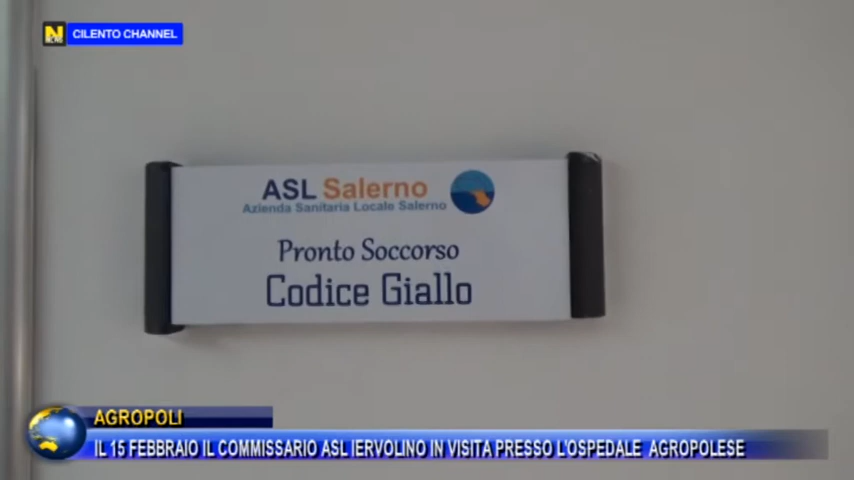 N
CILENTO CHANNEL
ASL Salerno
Azienda Sanitaria Locale Salerno
Pronto Soccorso
Codice Giallo
AGROPOLI
IL 15 FEBBRAIO IL COMMISSARIO ASL IERVOLINO IN VISITA PRESSO L'OSPEDALE AGROPOLESE